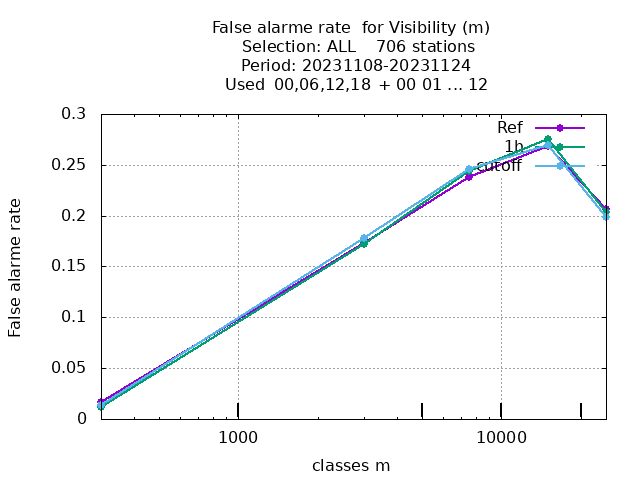 False alarme rate  for Visibility (m)
Selection: ALL    706 stations
Period: 20231108-20231124
Used  00,06,12,18 + 00 01 ... 12
0.3
0.25
0.2
0.15
0.1
0.05
0
False alarme rate
Ref
1h
cutoff
1000
10000
classes m